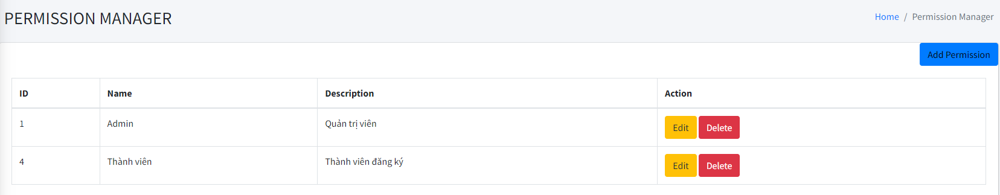 PERMISSION MANAGER
Home / Permission Manager
Add Permission
ID Name Description Action
1 Admin Quản trị viên Edit Delete
4 Thành viên Thành viên đăng ký Edit Delete